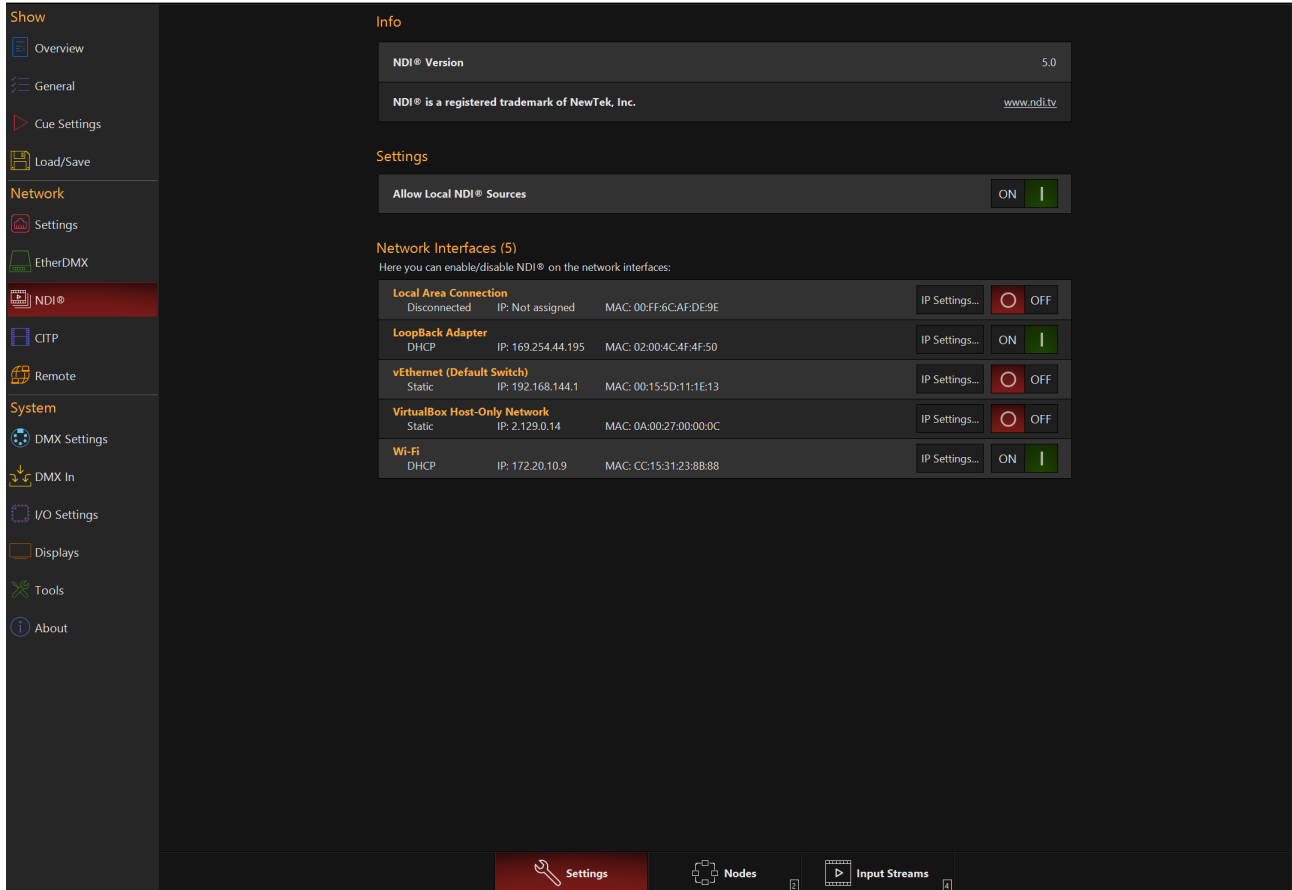 Show
Overview
General
Cue Settings
Load/Save
Network
Settings
EtherDMX
NDI®
CITP
Remote
System
DMX Settings
DMX In
I/O Settings
Displays
Tools
About
Info
NDI® Version 5.0
NDI® is a registered trademark of NewTek, Inc. www.ndi.tv
Settings
Allow Local NDI® Sources ON
Network Interfaces (5)
Here you can enable/disable NDI® on the network interfaces:
Local Area Connection
Disconnected IP: Not assigned MAC: 00:FF:6C:AF:DE:9E IP Settings... OFF
LoopBack Adapter
DHCP IP: 169.254.44.195 MAC: 02:00:4C:4F:4F:50 IP Settings... ON
vEthernet (Default Switch)
Static IP: 192.168.144.1 MAC: 00:15:5D:11:1E:13 IP Settings... OFF
VirtualBox Host-Only Network
Static IP: 2.129.0.14 MAC: 0A:00:27:00:00:0C IP Settings... OFF
Wi-Fi
DHCP IP: 172.20.10.9 MAC: CC:15:31:23:8B:88 IP Settings... ON
Settings
Nodes 2
Input Streams 4